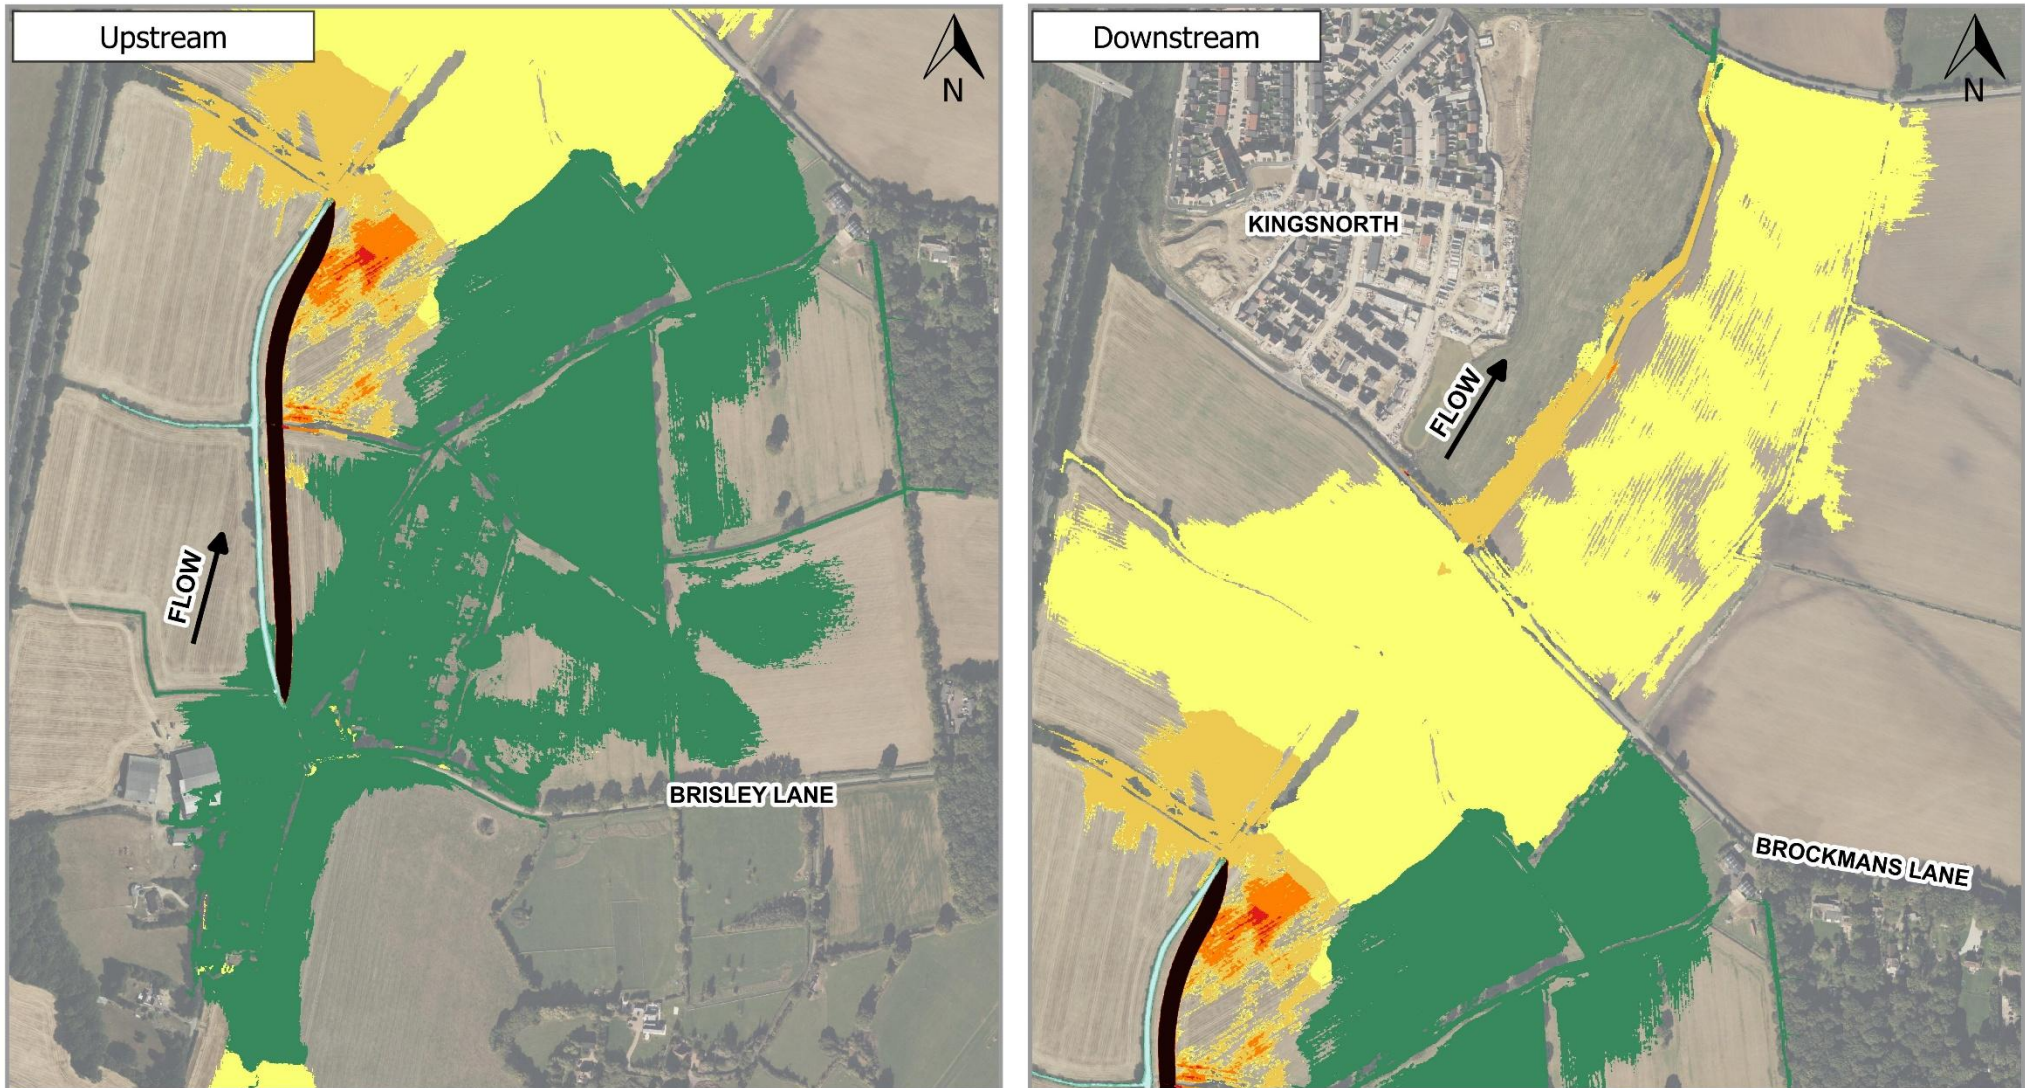 Upstream
N
FLOW
BRISLEY LANE
Downstream
N
KINGSNORTH
FLOW
BROCKMANS LANE